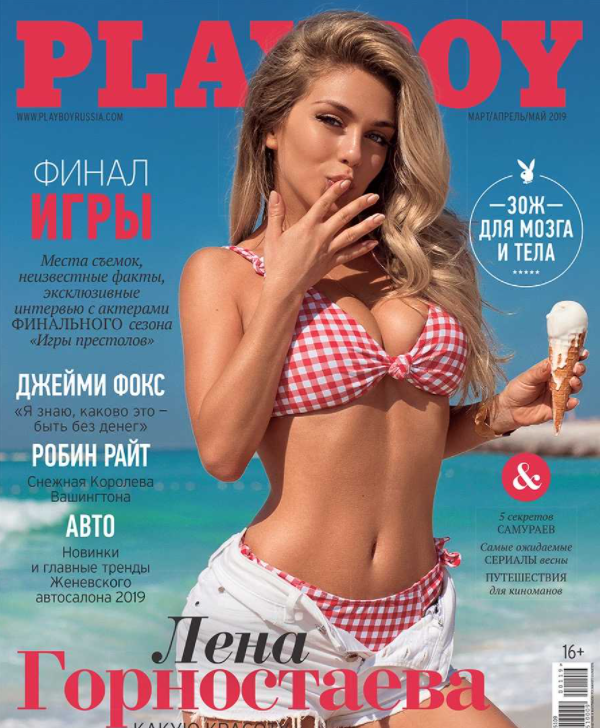 PLAYBOY
WWW.PLAYBOYRUSSIA.COM
МАРТ/АПРЕЛЬ/МАЙ 2019
ФИНАЛ
ИГРЫ
Места съемок,
неизвестные факты,
эксклюзивные
интервью с актерами
ФИНАЛЬНОГО сезона
«Игры престолов»
ДЖЕЙМИ ФОКС
«Я знаю, каково это –
быть без денег»
РОБИН РАЙТ
Снежная Королева
Вашингтона
АВТО
Новинки
и главные тренды
Женевского
автосалона 2019
—ЗОЖ—
ДЛЯ МОЗГА
И ТЕЛА
*****
&
5 секретов
САМУРАЕВ
Самые ожидаемые
СЕРИАЛЫ весны
ПУТЕШЕСТВИЯ
для киноманов
16+
Лена
Горностаева